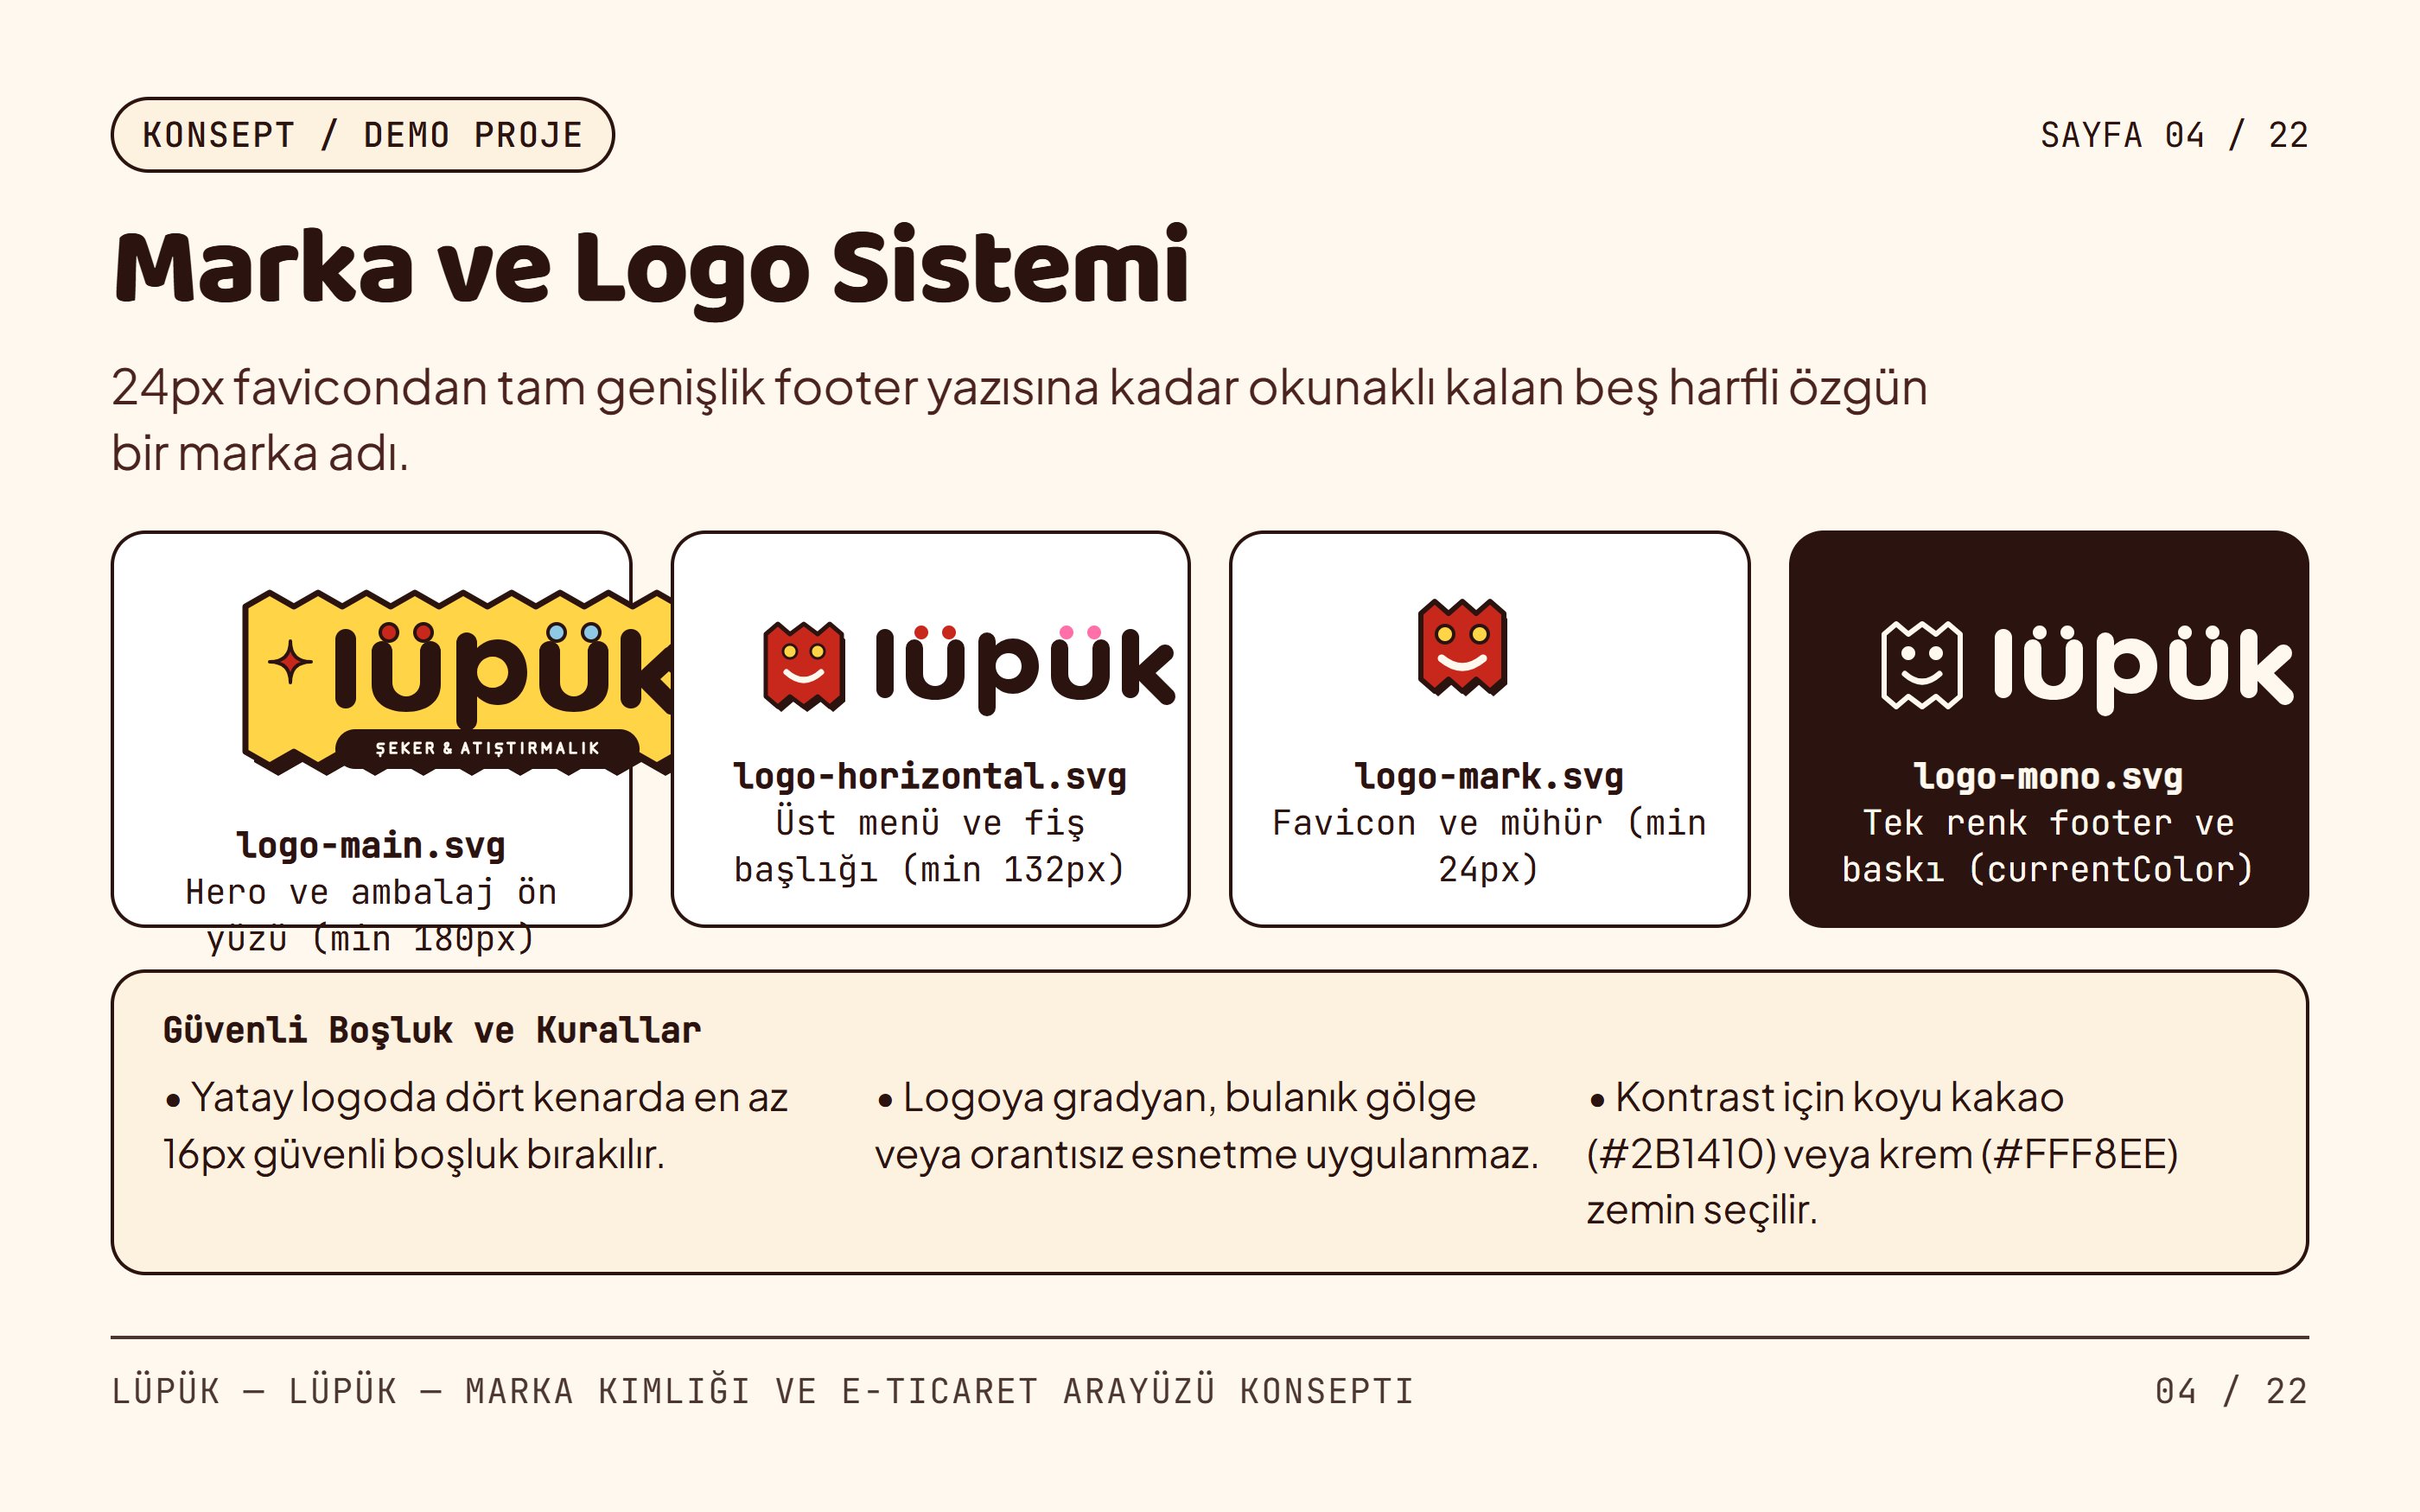 KONSEPT / DEMO PROJE
SAYFA 04 / 22
Marka ve Logo Sistemi
24px favicondan tam genişlik footer yazısına kadar okunaklı kalan beş harfli özgün
bir marka adı.
lüpük
ŞEKER & ATIŞTIRMALIK
logo-main.svg
Hero ve ambalaj ön
yüzü (min 180px)
lüpük
logo-horizontal.svg
Üst menü ve fiş
başlığı (min 132px)
logo-mark.svg
Favicon ve mühür (min
24px)
lüpük
logo-mono.svg
Tek renk footer ve
baskı (currentColor)
Güvenli Boşluk ve Kurallar
• Yatay logoda dört kenarda en az
16px güvenli boşluk bırakılır.
• Logoya gradyan, bulanık gölge
veya orantısız esnetme uygulanmaz.
• Kontrast için koyu kakao
(#2B1410) veya krem (#FFF8EE)
zemin seçilir.
LÜPÜK — LÜPÜK — MARKA KIMLIĞI VE E-TICARET ARAYÜZÜ KONSEPTI
04 / 22